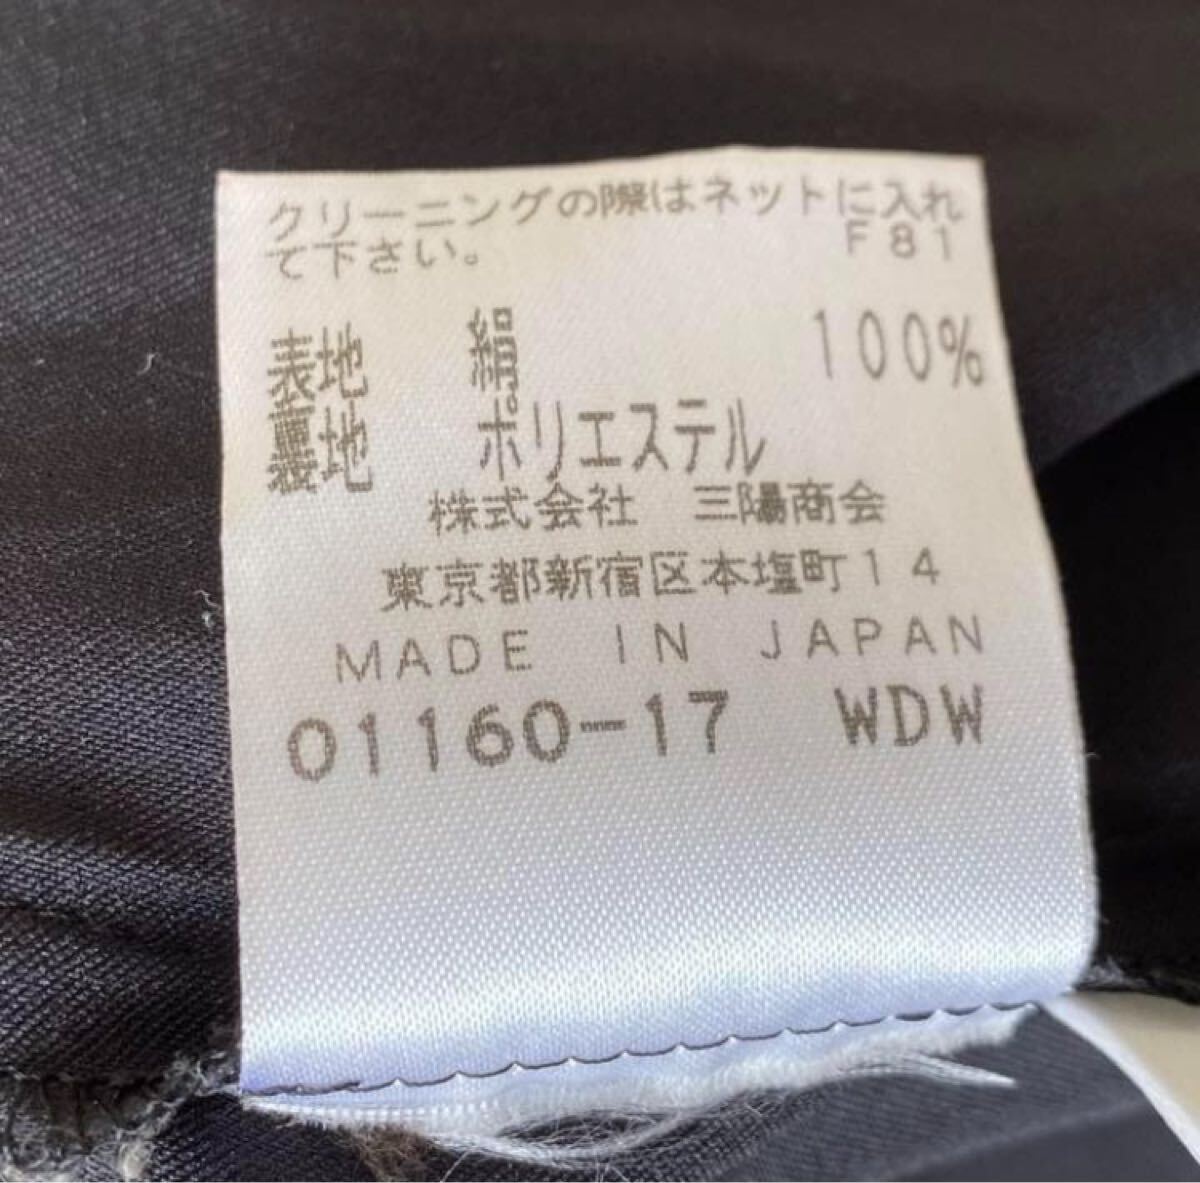 クリーニングの際はネットに入れ
て下さい。 F81
表地 絹 100%
裏地 ポリエステル
株式会社 三陽商会
東京都新宿区本塩町14
MADE IN JAPAN
01160-17 WDW